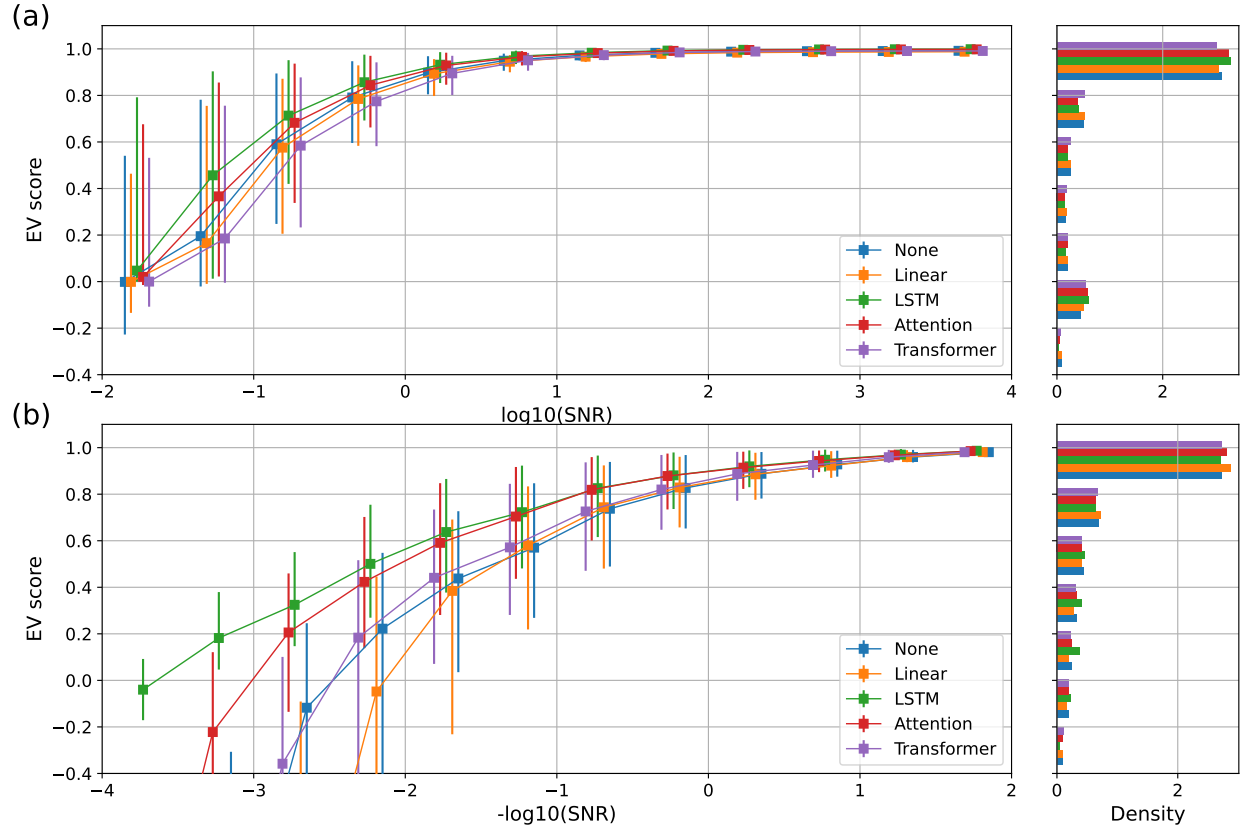 (a)
EV score
1.0
0.8
0.6
0.4
0.2
0.0
−0.2
−0.4
−2
−1
0
1
2
3
4
log10(SNR)
None
Linear
LSTM
Attention
Transformer
0
2
(b)
EV score
1.0
0.8
0.6
0.4
0.2
0.0
−0.2
−0.4
−4
−3
−2
−1
0
1
2
-log10(SNR)
None
Linear
LSTM
Attention
Transformer
0
2
Density